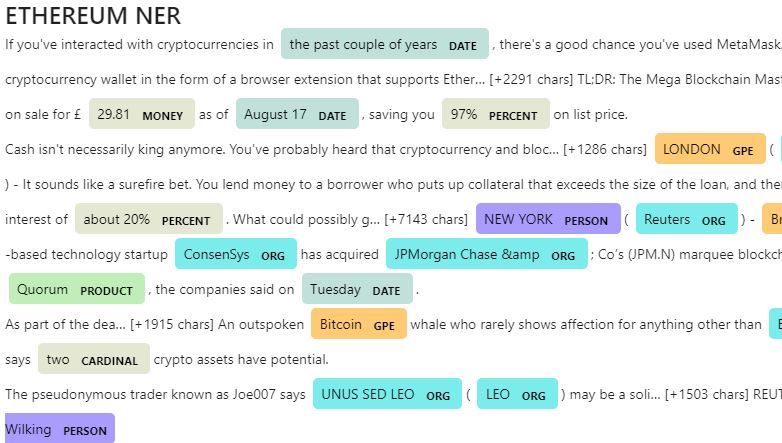 ETHEREUM NER
If you've interacted with cryptocurrencies in the past couple of years DATE , there's a good chance you've used MetaMask.
cryptocurrency wallet in the form of a browser extension that supports Ether… [+2291 chars] TL;DR: The Mega Blockchain
on sale for £ 29.81 MONEY as of August 17 DATE , saving you 97% PERCENT on list price.
Cash isn't necessarily king anymore. You've probably heard that cryptocurrency and bloc… [+1286 chars] LONDON GPE (
) - It sounds like a surefire bet. You lend money to a borrower who puts up collateral that exceeds the size of the loan, and
interest of about 20% PERCENT . What could possibly g… [+7143 chars] NEW YORK PERSON ( Reuters ORG ) -
-based technology startup ConsenSys ORG has acquired JPMorgan Chase &amp ORG ; Co's (JPM.N) marquee
Quorum PRODUCT , the companies said on Tuesday DATE .
As part of the dea… [+1915 chars] An outspoken Bitcoin GPE whale who rarely shows affection for anything other than
says two CARDINAL crypto assets have potential.
The pseudonymous trader known as Joe007 says UNUS SED LEO ORG ( LEO ORG ) may be a soli… [+1503 chars]
Wilking PERSON